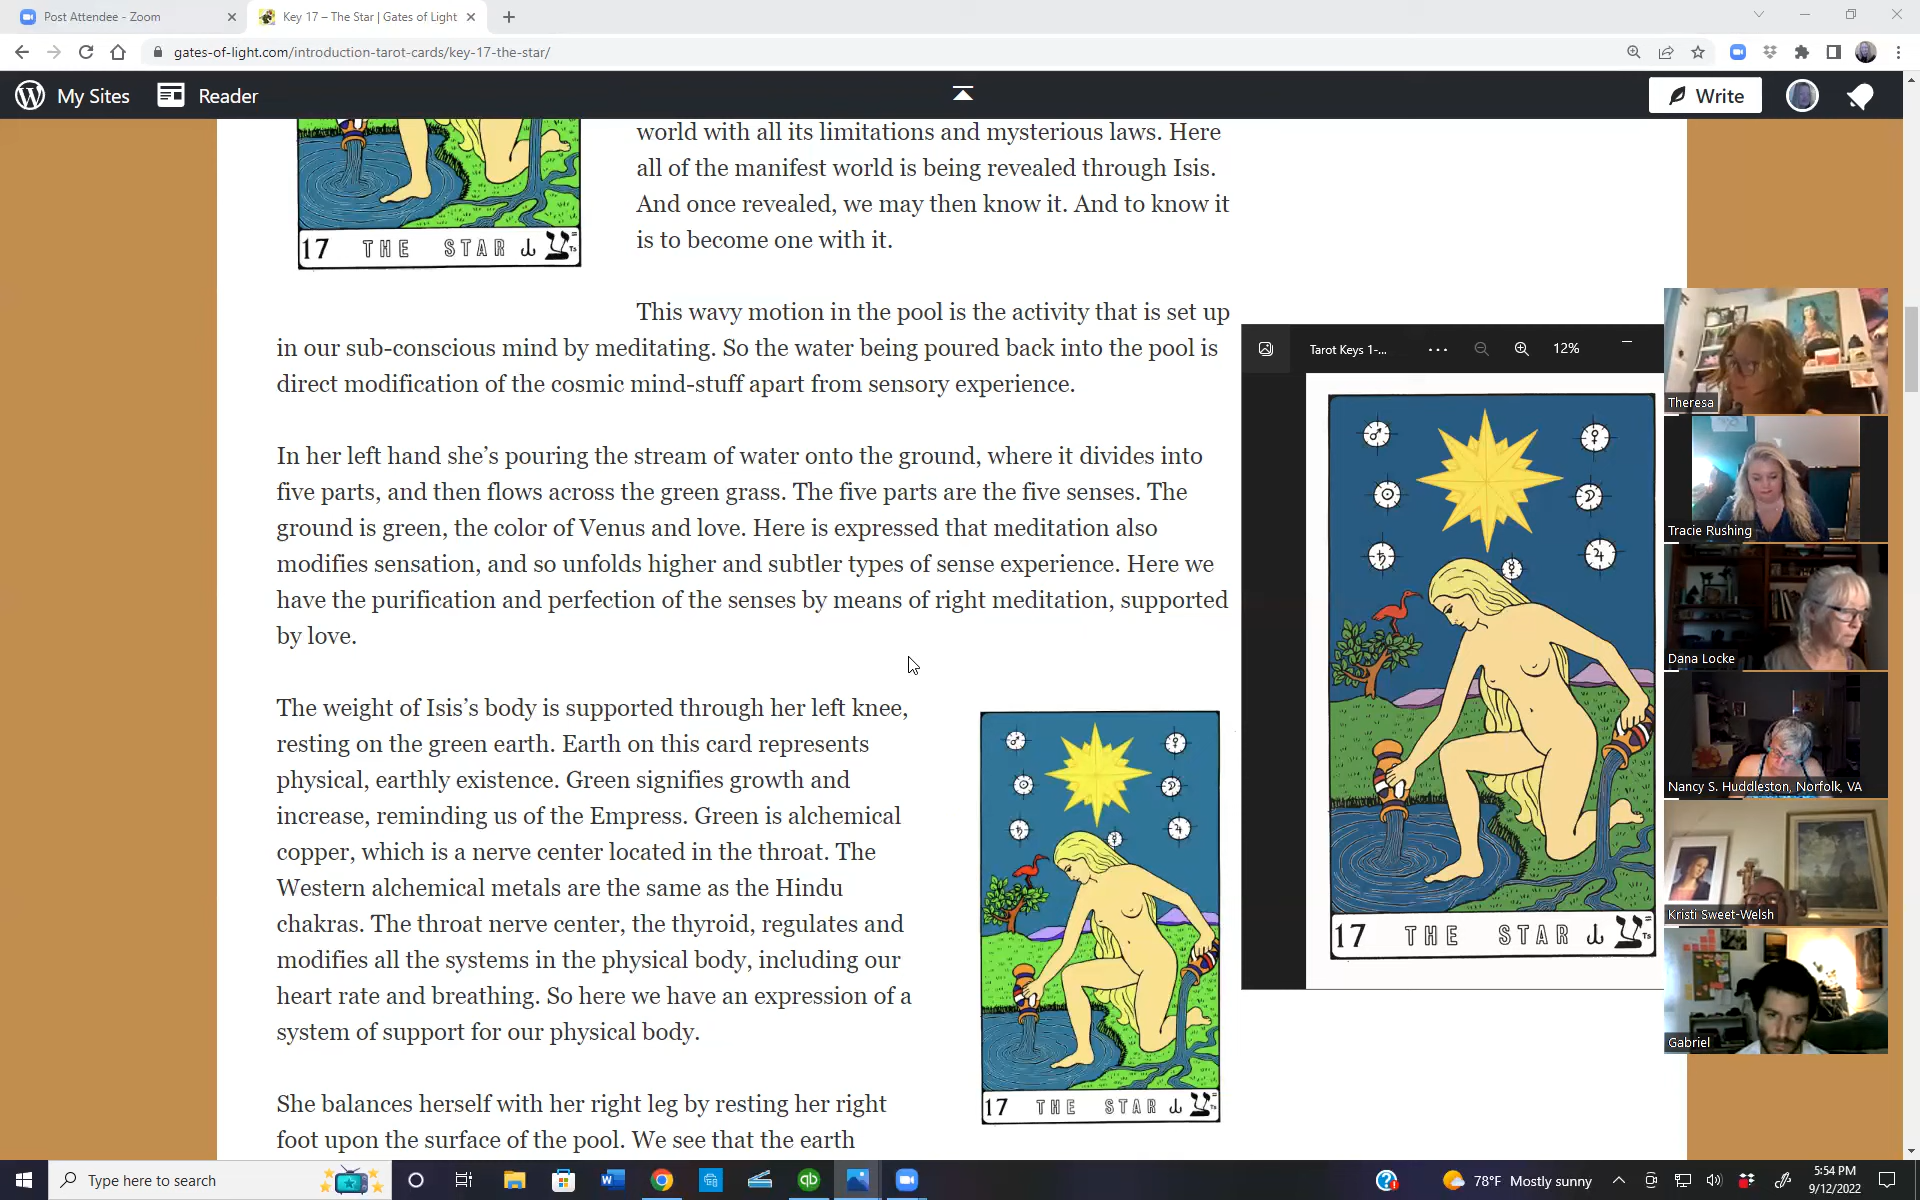 Post Attendee - Zoom
Key 17 – The Star | Gates of Light
gates-of-light.com/introduction-tarot-cards/key-17-the-star/
My Sites
Reader
Write
world with all its limitations and mysterious laws. Here
all of the manifest world is being revealed through Isis.
And once revealed, we may then know it. And to know it
is to become one with it.
17 THE STAR
This wavy motion in the pool is the activity that is set up
in our sub-conscious mind by meditating. So the water being poured back into the pool is
direct modification of the cosmic mind-stuff apart from sensory experience.
In her left hand she’s pouring the stream of water onto the ground, where it divides into
five parts, and then flows across the green grass. The five parts are the five senses. The
ground is green, the color of Venus and love. Here is expressed that meditation also
modifies sensation, and so unfolds higher and subtler types of sense experience. Here we
have the purification and perfection of the senses by means of right meditation, supported
by love.
The weight of Isis’s body is supported through her left knee,
resting on the green earth. Earth on this card represents
physical, earthly existence. Green signifies growth and
increase, reminding us of the Empress. Green is alchemical
copper, which is a nerve center located in the throat. The
Western alchemical metals are the same as the Hindu
chakras. The throat nerve center, the thyroid, regulates and
modifies all the systems in the physical body, including our
heart rate and breathing. So here we have an expression of a
system of support for our physical body.
17 THE STAR
She balances herself with her right leg by resting her right
foot upon the surface of the pool. We see that the earth
Tarot Keys 1-...
12%
17 THE STAR
Theresa
Tracie Rushing
Dana Locke
Nancy S. Huddleston, Norfolk, VA
Kristi Sweet-Welsh
Gabriel
Type here to search
78°F Mostly sunny
5:54 PM
9/12/2022